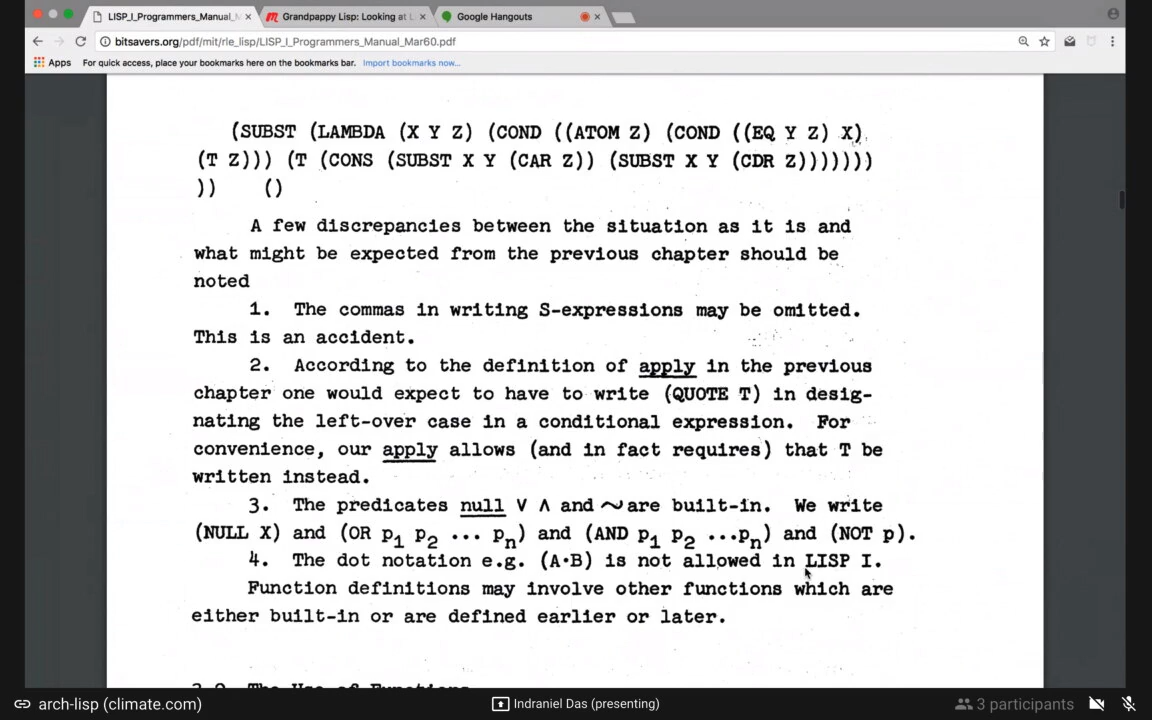 LISP_I_Programmers_Manual_M
Grandpappy Lisp: Looking at L
Google Hangouts
bitsavers.org/pdf/mit/rle_lisp/LISP_I_Programmers_Manual_Mar60.pdf
Apps For quick access, place your bookmarks here on the bookmarks bar. Import bookmarks now...
(SUBST (LAMBDA (X Y Z) (COND ((ATOM Z) (COND ((EQ Y Z) X)
(T Z))) (T (CONS (SUBST X Y (CAR Z)) (SUBST X Y (CDR Z)))))))
)) ()
A few discrepancies between the situation as it is and
what might be expected from the previous chapter should be
noted
1. The commas in writing S-expressions may be omitted.
This is an accident.
2. According to the definition of apply in the previous
chapter one would expect to have to write (QUOTE T) in desig-
nating the left-over case in a conditional expression. For
convenience, our apply allows (and in fact requires) that T be
written instead.
3. The predicates null V Λ and ~ are built-in. We write
(NULL X) and (OR p1 p2 ... pn) and (AND p1 p2 ...pn) and (NOT p).
4. The dot notation e.g. (A·B) is not allowed in LISP I.
Function definitions may involve other functions which are
either built-in or are defined earlier or later.
The Use of Functions
arch-lisp (climate.com)
Indraniel Das (presenting)
3 participants